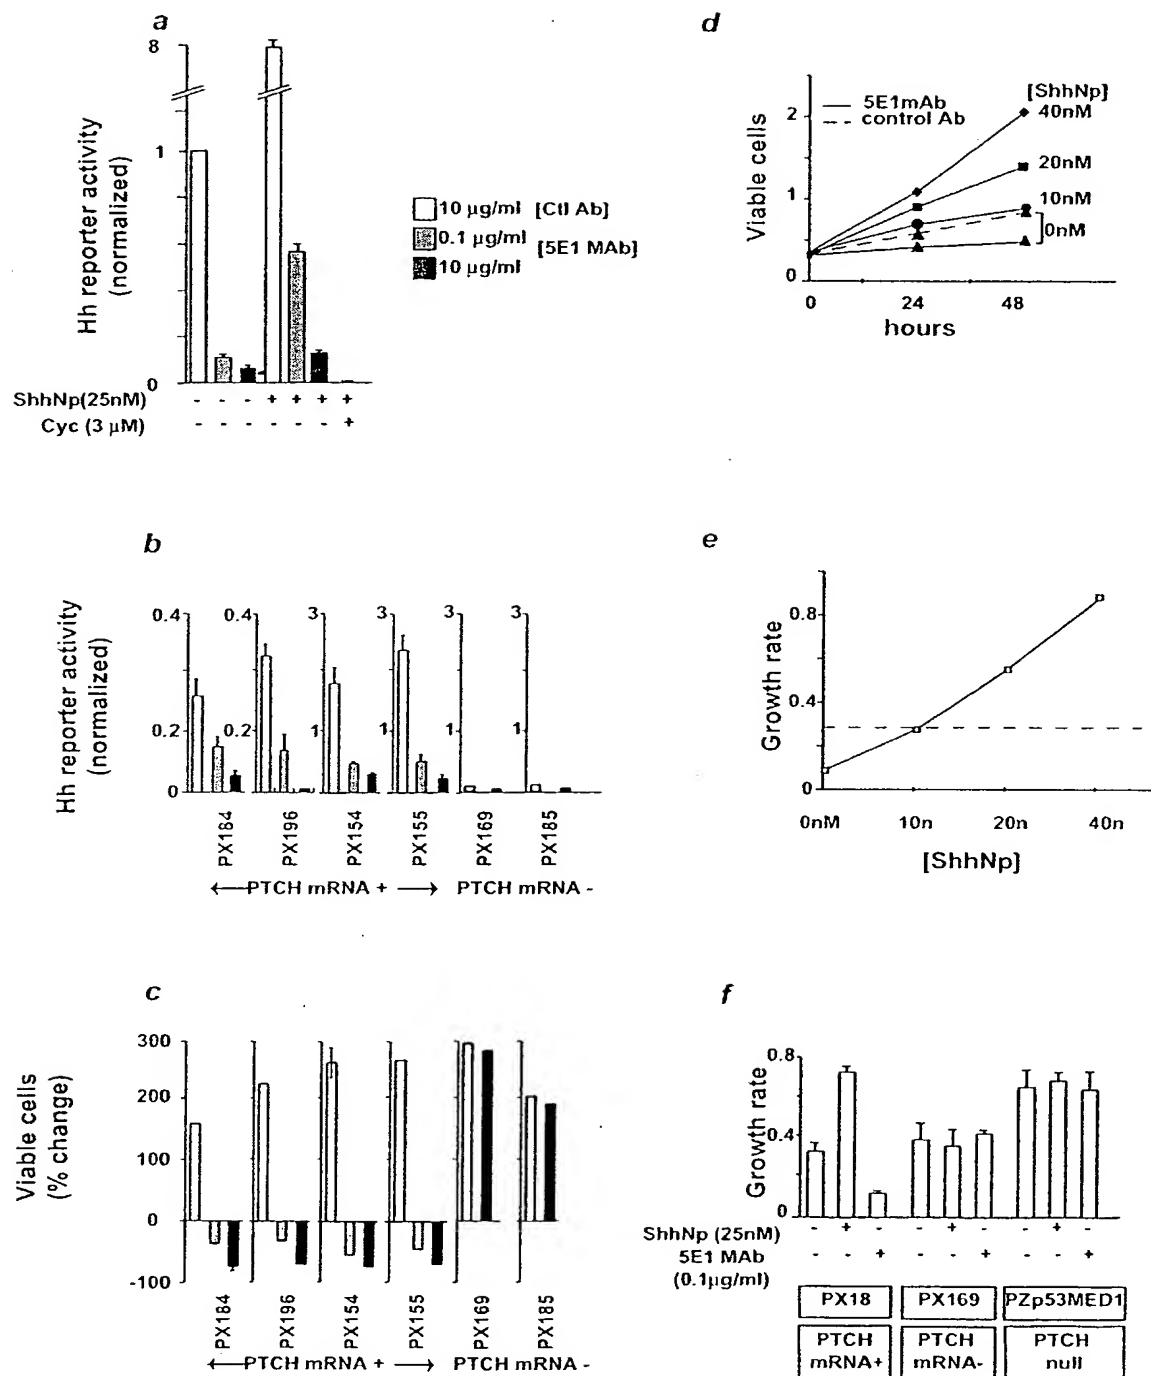 a
8
1
0
Hh reporter activity
(normalized)
ShhNp(25nM) - - - + + + +
Cyc (3 μM) - - - - - - +
10 μg/ml [Ctl Ab]
0.1 μg/ml
[5E1 MAb]
10 μg/ml
d
Viable cells
2
1
0
5E1mAb
control Ab
[ShhNp]
40nM
20nM
10nM
0nM
0 24 48
hours
b
Hh reporter activity
(normalized)
0.4 0.4 3 3 3 3
0.2 0.2 1 1 1 1
0
PX184 PX196 PX154 PX155 PX169 PX185
←PTCH mRNA + → PTCH mRNA -
e
Growth rate
0.8
0.4
0
0nM 10n 20n 40n
[ShhNp]
c
Viable cells
(% change)
300
200
100
0
-100
PX184 PX196 PX154 PX155 PX169 PX185
←PTCH mRNA + → PTCH mRNA -
f
Growth rate
0.8
0.4
0
ShhNp (25nM) - + - - + - - + -
5E1 MAb - - + - - + - - +
(0.1μg/ml)
PX18 PX169 PZp53MED1
PTCH PTCH PTCH
mRNA+ mRNA- null